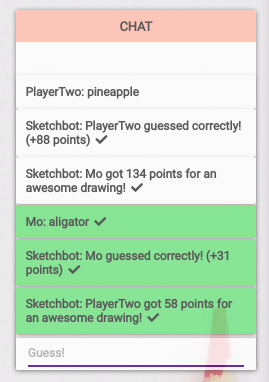 CHAT
PlayerTwo: pineapple
Sketchbot: PlayerTwo guessed correctly!
(+88 points) ✓
Sketchbot: Mo got 134 points for an
awesome drawing! ✓
Mo: aligator ✓
Sketchbot: Mo guessed correctly! (+31
points) ✓
Sketchbot: PlayerTwo got 58 points for
an awesome drawing! ✓
Guess!